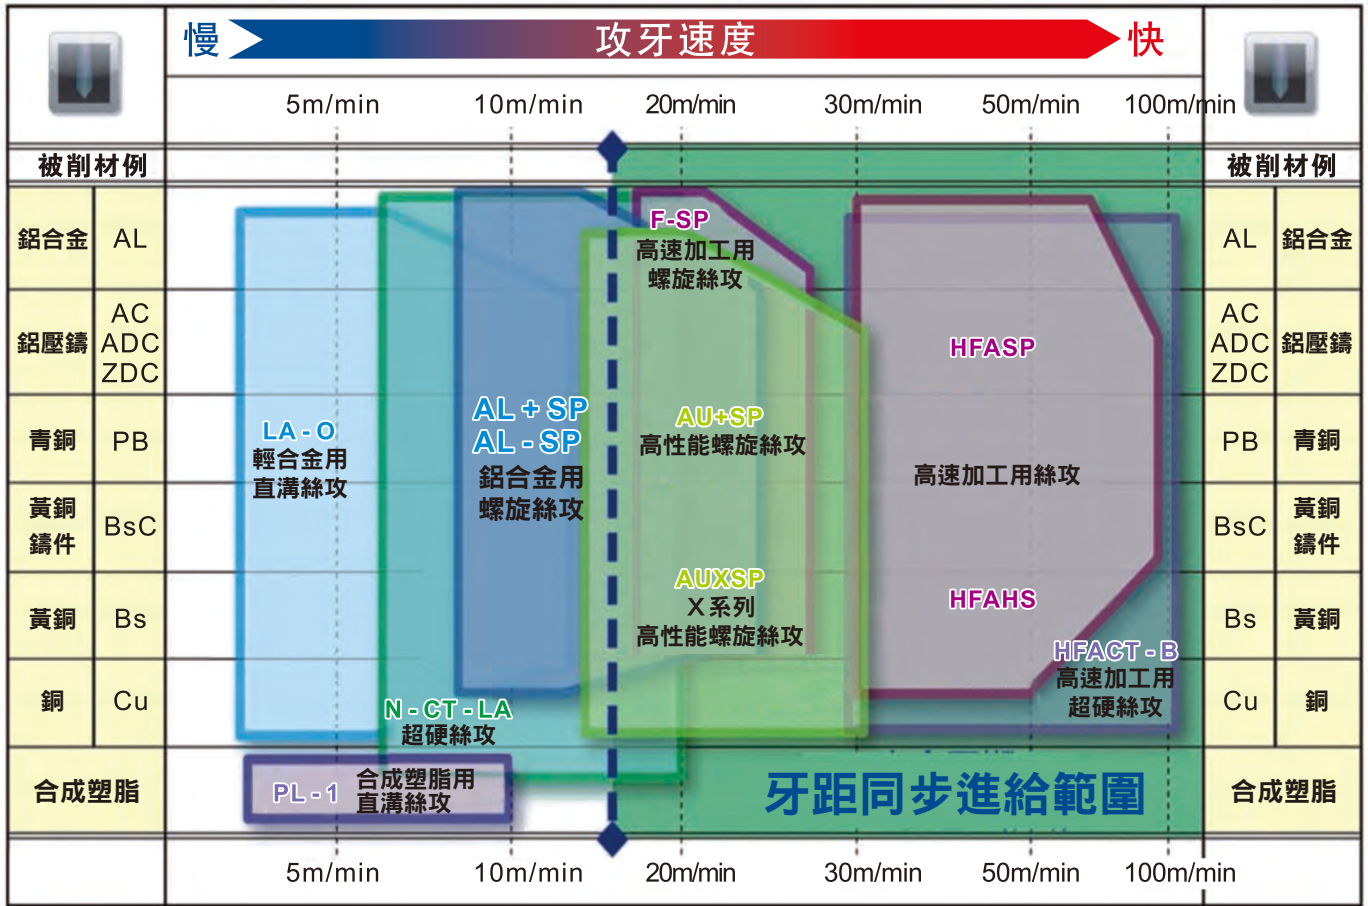 慢 攻牙速度 快
5m/min 10m/min 20m/min 30m/min 50m/min 100m/min
被削材例 被削材例
鋁合金 AL AL 鋁合金
鋁壓鑄 AC ADC ZDC AC ADC ZDC 鋁壓鑄
青銅 PB PB 青銅
黃銅鑄件 BsC BsC 黃銅鑄件
黃銅 Bs Bs 黃銅
銅 Cu Cu 銅
合成塑脂 合成塑脂
F-SP
高速加工用
螺旋絲攻
HFASP
LA-O
輕合金用
直溝絲攻
AL+SP
AL-SP
鋁合金用
螺旋絲攻
AU+SP
高性能螺旋絲攻
高速加工用絲攻
AUXSP
X系列
高性能螺旋絲攻
HFAHS
HFACT-B
高速加工用
超硬絲攻
N-CT-LA
超硬絲攻
PL-1
合成塑脂用
直溝絲攻
牙距同步進給範圍
5m/min 10m/min 20m/min 30m/min 50m/min 100m/min